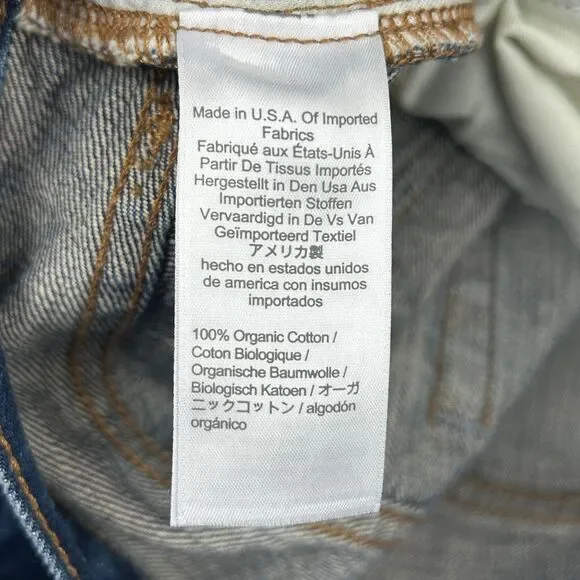 Made in U.S.A. Of Imported
Fabrics
Fabriqué aux États-Unis À
Partir De Tissus Importés
Hergestellt in Den Usa Aus
Importierten Stoffen
Vervaardigd in De Vs Van
Geïmporteerd Textiel
アメリカ製
hecho en estados unidos
de america con insumos
importados
100% Organic Cotton /
Coton Biologique /
Organische Baumwolle /
Biologisch Katoen / オーガ
ニックコットン / algodón
orgánico